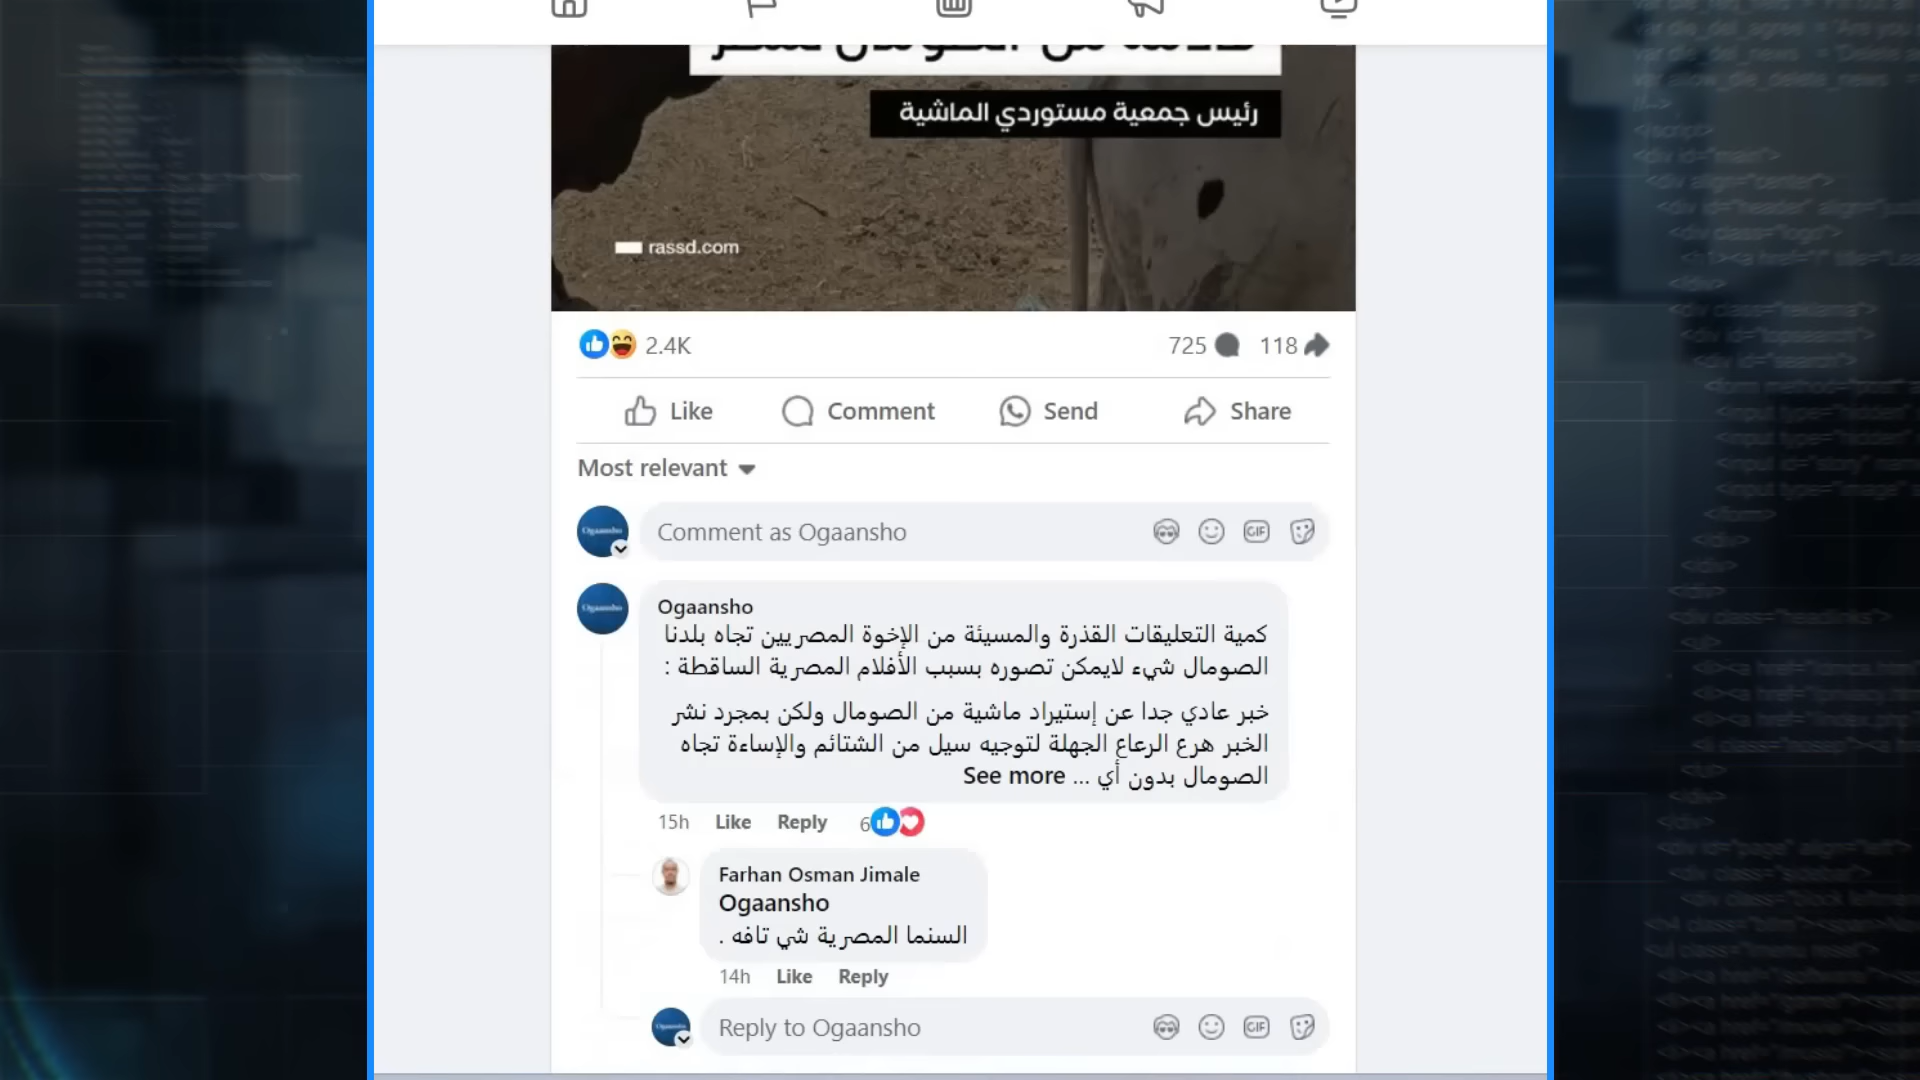 رئيس جمعية مستوردي الماشية
rassd.com
2.4K
725
118
Like
Comment
Send
Share
Most relevant
Comment as Ogaansho
GIF
Ogaansho
كمية التعليقات القذرة والمسيئة من الإخوة المصريين تجاه بلدنا
الصومال شيء لايمكن تصوره بسبب الأفلام المصرية الساقطة :
خبر عادي جدا عن إستيراد ماشية من الصومال ولكن بمجرد نشر
الخبر هرع الرعاع الجهلة لتوجيه سيل من الشتائم والإساءة تجاه
الصومال بدون أي ... See more
15h Like Reply 6
Farhan Osman Jimale
Ogaansho
السنما المصرية شي تافه .
14h Like Reply
Reply to Ogaansho
GIF